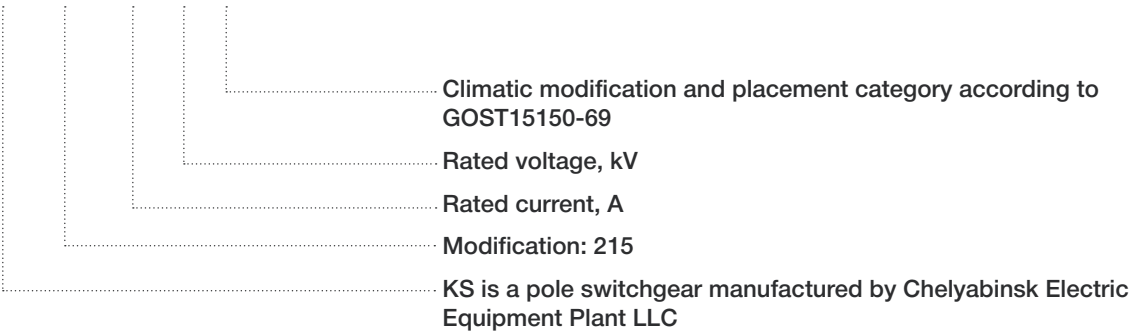 Climatic modification and placement category according to
GOST15150-69
Rated voltage, kV
Rated current, A
Modification: 215
KS is a pole switchgear manufactured by Chelyabinsk Electric
Equipment Plant LLC